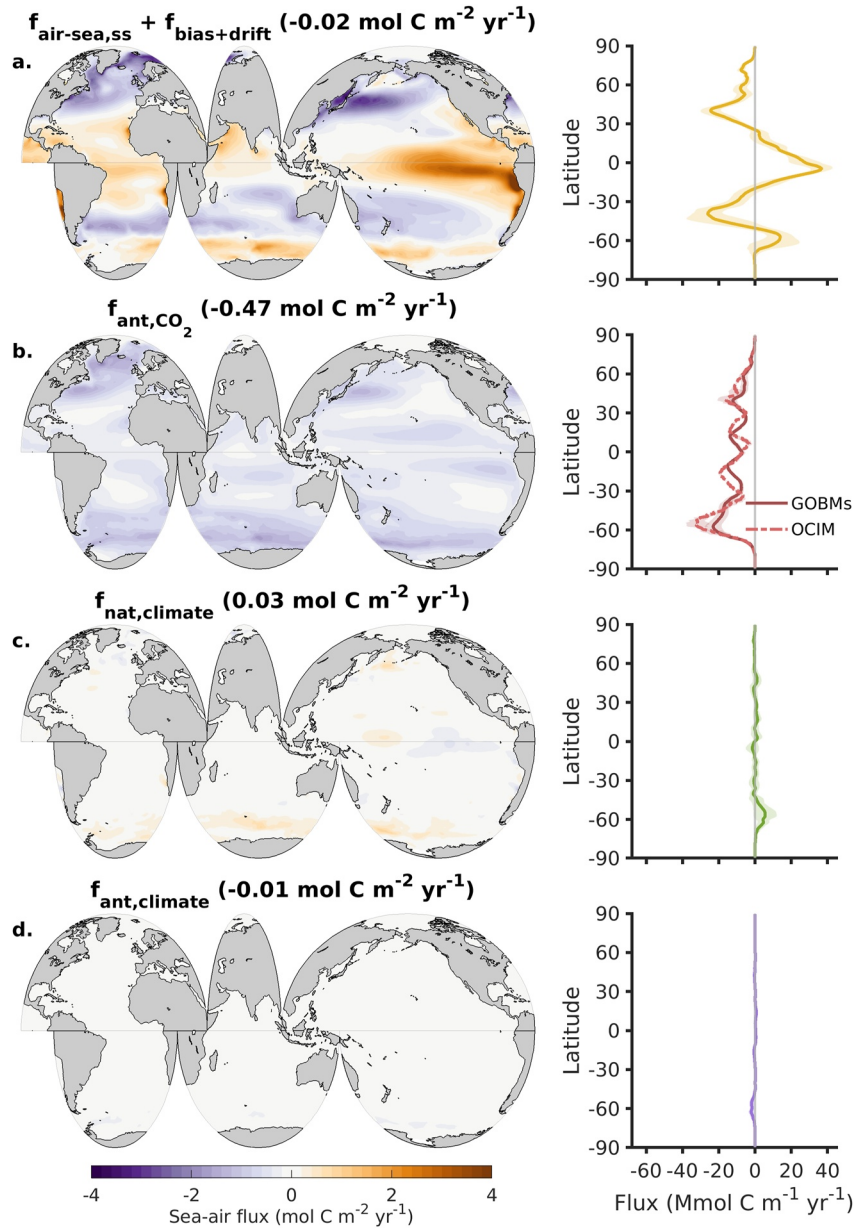 f_air-sea,ss + f_bias+drift (-0.02 mol C m^-2 yr^-1)
a.
90
60
30
0
-30
-60
-90
Latitude
f_ant,CO_2 (-0.47 mol C m^-2 yr^-1)
b.
90
60
30
0
-30
-60
-90
Latitude
GOBMs
OCIM
f_nat,climate (0.03 mol C m^-2 yr^-1)
c.
90
60
30
0
-30
-60
-90
Latitude
f_ant,climate (-0.01 mol C m^-2 yr^-1)
d.
90
60
30
0
-30
-60
-90
Latitude
-4 -2 0 2 4
Sea-air flux (mol C m^-2 yr^-1)
-60 -40 -20 0 20 40
Flux (Mmol C m^-1 yr^-1)